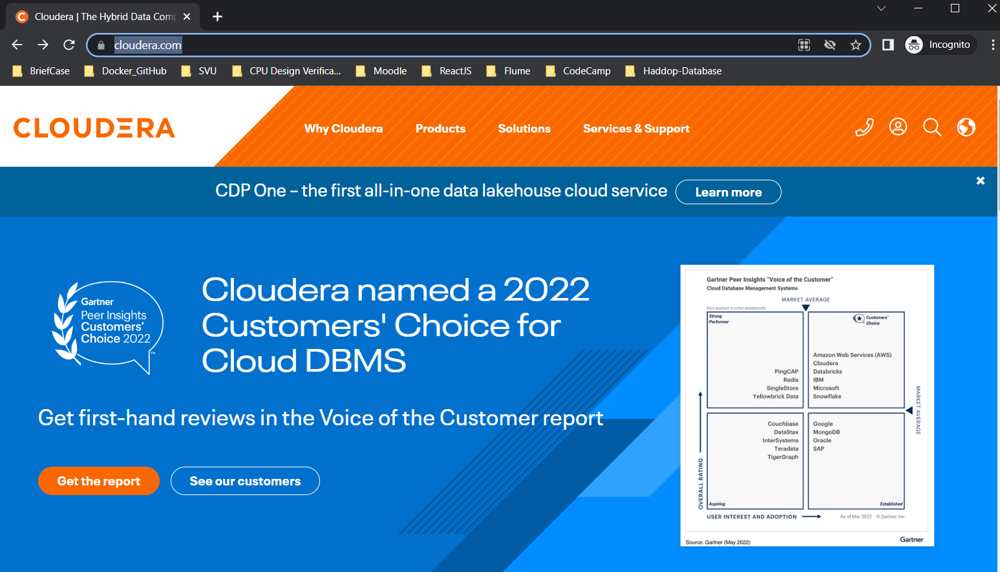 Cloudera | The Hybrid Data Comp
cloudera.com
Incognito
BriefCase
Docker_GitHub
SVU
CPU Design Verifica...
Moodle
ReactJS
Flume
CodeCamp
Haddop-Database
CLOUDERA
Why Cloudera
Products
Solutions
Services & Support
CDP One – the first all-in-one data lakehouse cloud service
Learn more
Gartner
Peer Insights
Customers'
Choice 2022
™
Cloudera named a 2022
Customers' Choice for
Cloud DBMS
Get first-hand reviews in the Voice of the Customer report
Get the report
See our customers
Gartner Peer Insights "Voice of the Customer"
Cloud Database Management Systems
MARKET AVERAGE
Each quadrant is sorted alphabetically.
Strong
Performer
Customers'
Choice
PingCAP
Redis
SingleStore
Yellowbrick Data
Amazon Web Services (AWS)
Cloudera
Databricks
IBM
Microsoft
Snowflake
MARKET AVERAGE
Couchbase
DataStax
InterSystems
Teradata
TigerGraph
Google
MongoDB
Oracle
SAP
Aspiring
Established
OVERALL RATING
USER INTEREST AND ADOPTION
As of Mar 2022 © Gartner, Inc
Source: Gartner (May 2022)
Gartner